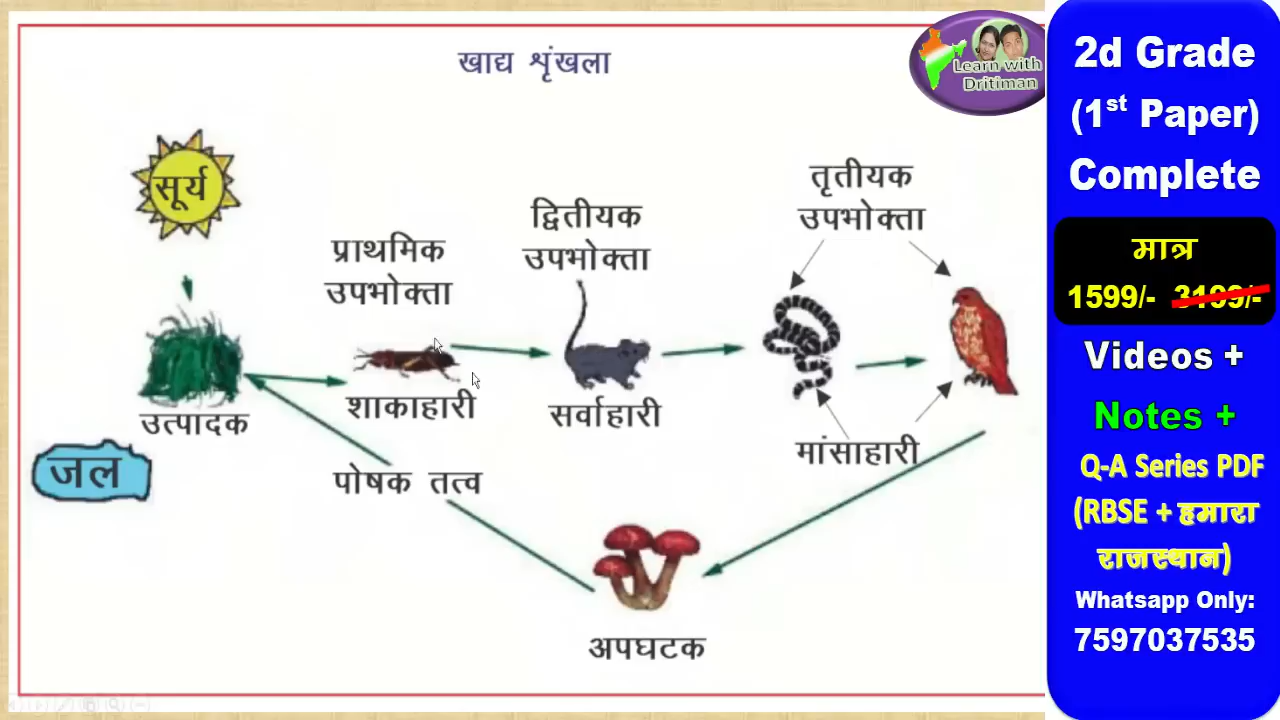 खाद्य शृंखला
Learn with
Dritiman
सूर्य
प्राथमिक
उपभोक्ता
द्वितीयक
उपभोक्ता
तृतीयक
उपभोक्ता
उत्पादक
शाकाहारी
सर्वाहारी
मांसाहारी
जल
पोषक तत्व
अपघटक
2d Grade
(1st Paper)
Complete
मात्र
1599/- 3199/-
Videos +
Notes +
Q-A Series PDF
(RBSE + हमारा
राजस्थान)
Whatsapp Only:
7597037535